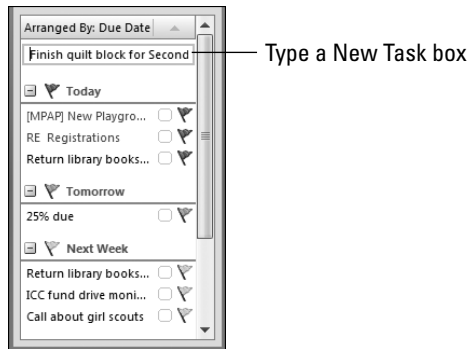 Arranged By: Due Date
Finish quilt block for Second
Type a New Task box
Today
[MPAP] New Playgro...
RE Registrations
Return library books...
Tomorrow
25% due
Next Week
Return library books...
ICC fund drive moni...
Call about girl scouts